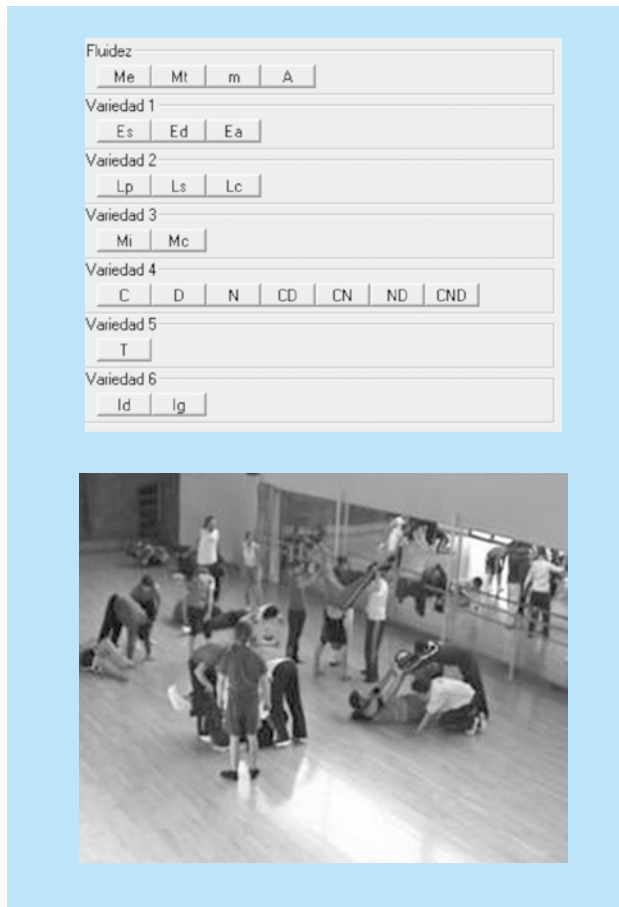 Fluidez
Me Mt m A
Variedad 1
Es Ed Ea
Variedad 2
Lp Ls Lc
Variedad 3
Mi Mc
Variedad 4
C D N CD CN ND CND
Variedad 5
T
Variedad 6
Id Ig